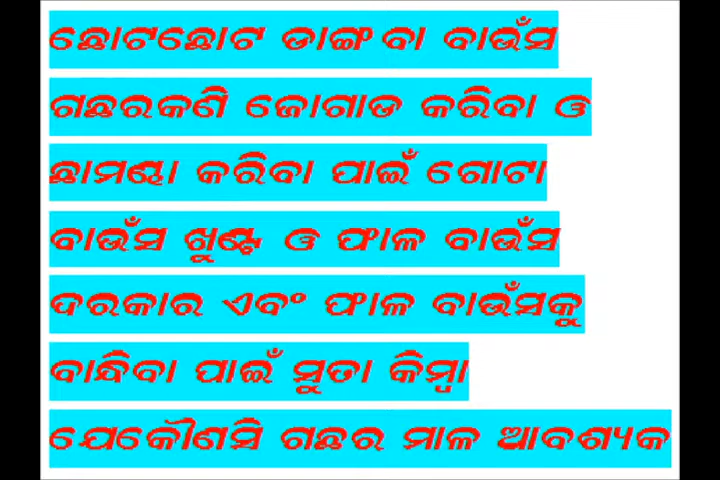 ଛୋଟଛୋଟ ଡାଙ୍ଗ ବା ବାଉଁସ
ଗଛରକଣି ଜୋଗାଡ କରିବା ଓ
ଛାମଣ୍ଡା କରିବା ପାଇଁ ଗୋଟା
ବାଉଁସ ଖୁଣ୍ଟ ଓ ଫାଳ ବାଉଁସ
ଦରକାର ଏବଂ ଫାଳ ବାଉଁସକୁ
ବାନ୍ଧିବା ପାଇଁ ସୁତା କିମ୍ବା
ଯେକୌଣସି ଗଛର ମାଳ ଆବଶ୍ୟକ